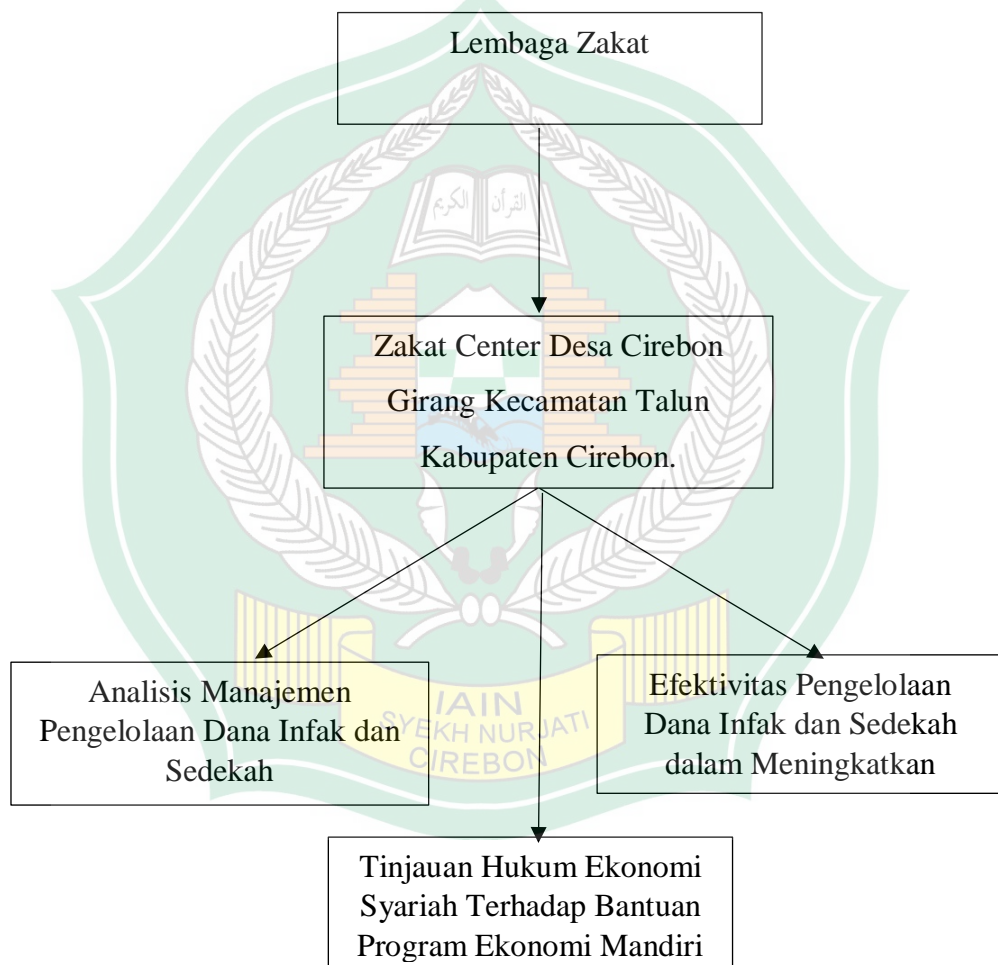 Lembaga Zakat
القرآن
الكريم
Zakat Center Desa Cirebon
Girang Kecamatan Talun
Kabupaten Cirebon.
Analisis Manajemen
Pengelolaan Dana Infak dan
Sedekah
IAIN
SYEKH NURJATI
CIREBON
Efektivitas Pengelolaan
Dana Infak dan Sedekah
dalam Meningkatkan
Tinjauan Hukum Ekonomi
Syariah Terhadap Bantuan
Program Ekonomi Mandiri